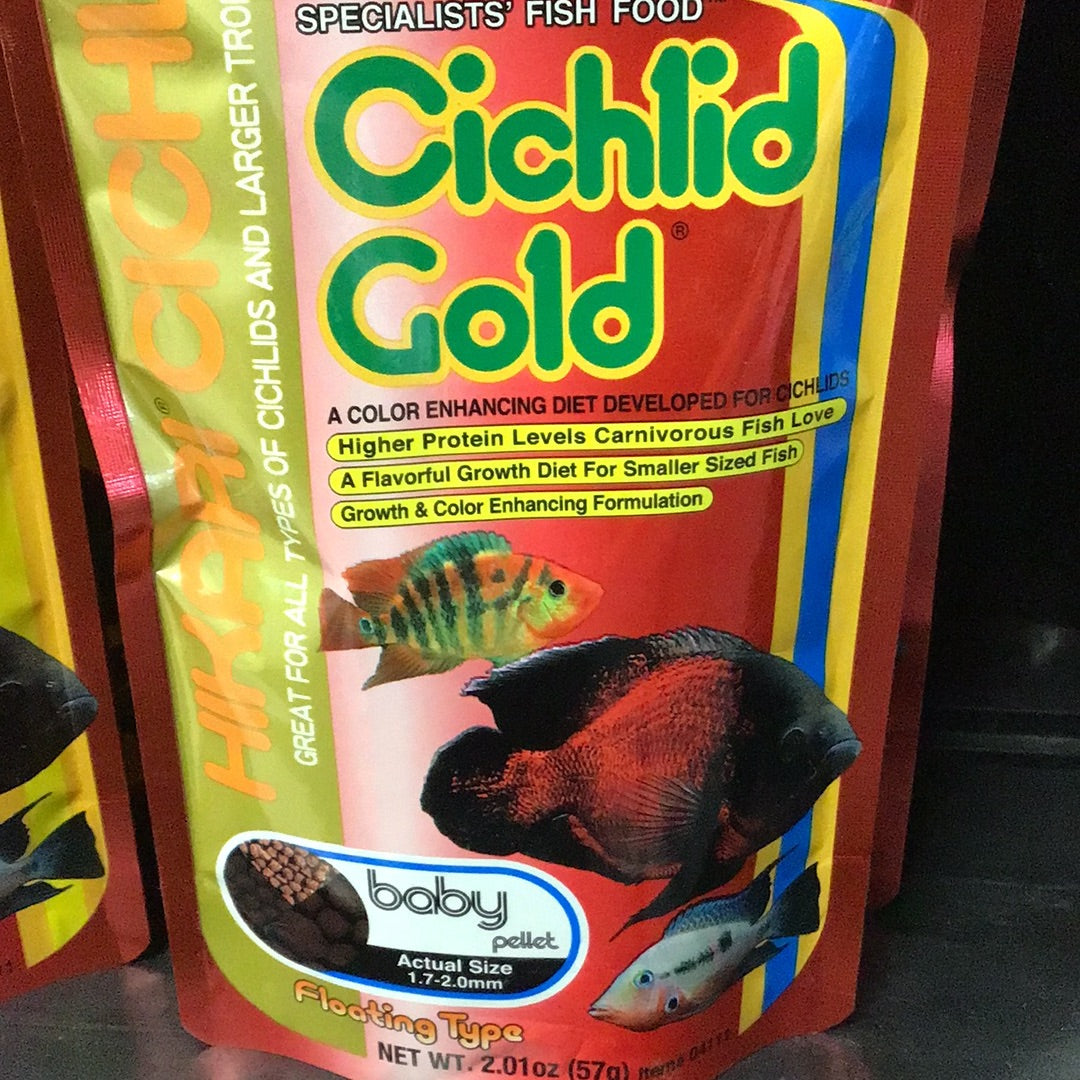 SPECIALISTS' FISH FOOD
Cichlid
Gold®
A COLOR ENHANCING DIET DEVELOPED FOR CICHLIDS
Higher Protein Levels Carnivorous Fish Love
A Flavorful Growth Diet For Smaller Sized Fish
Growth & Color Enhancing Formulation
HIKARI® 
GREAT FOR ALL TYPES OF CICHLIDS AND LARGER
baby
pellet
Actual Size
1.7-2.0mm
Floating Type
NET WT. 2.01oz (57g) Item# 04111